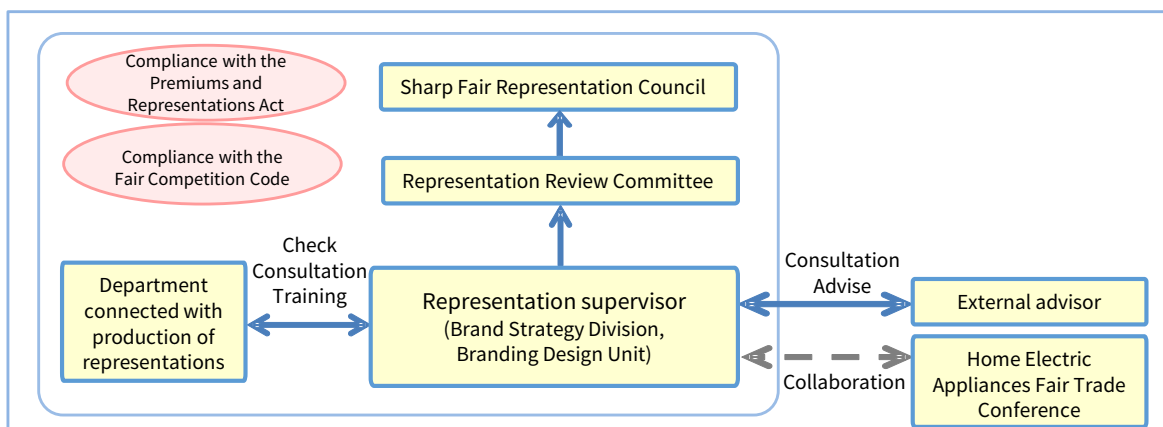 Compliance with the
Premiums and
Representations Act
Sharp Fair Representation Council
Compliance with the
Fair Competition Code
Representation Review Committee
Check
Consultation
Training
Department
connected with
production of
representations
Representation supervisor
(Brand Strategy Division,
Branding Design Unit)
Consultation
Advise
External advisor
Collaboration
Home Electric
Appliances Fair Trade
Conference